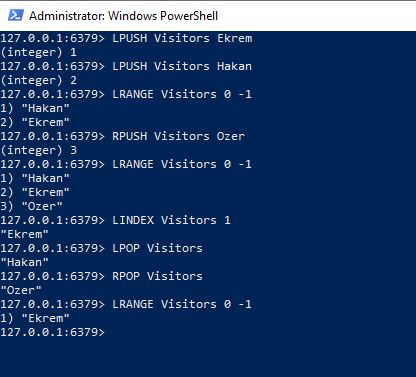 Administrator: Windows PowerShell
127.0.0.1:6379> LPUSH Visitors Ekrem
(integer) 1
127.0.0.1:6379> LPUSH Visitors Hakan
(integer) 2
127.0.0.1:6379> LRANGE Visitors 0 -1
1) "Hakan"
2) "Ekrem"
127.0.0.1:6379> RPUSH Visitors Ozer
(integer) 3
127.0.0.1:6379> LRANGE Visitors 0 -1
1) "Hakan"
2) "Ekrem"
3) "Ozer"
127.0.0.1:6379> LINDEX Visitors 1
"Ekrem"
127.0.0.1:6379> LPOP Visitors
"Hakan"
127.0.0.1:6379> RPOP Visitors
"Ozer"
127.0.0.1:6379> LRANGE Visitors 0 -1
1) "Ekrem"
127.0.0.1:6379>